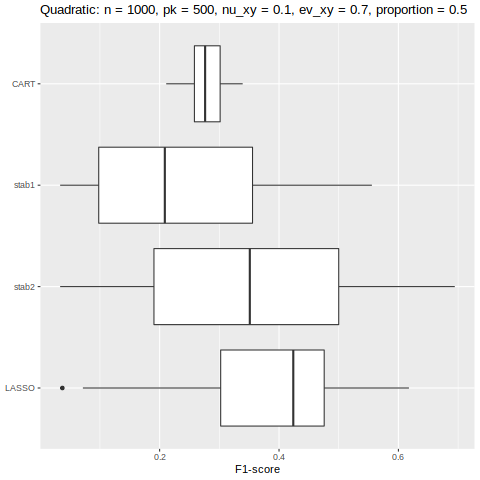 Quadratic: n = 1000, pk = 500, nu_xy = 0.1, ev_xy = 0.7, proportion = 0.5
CART
stab1
stab2
LASSO
0.2 0.4 0.6
F1-score